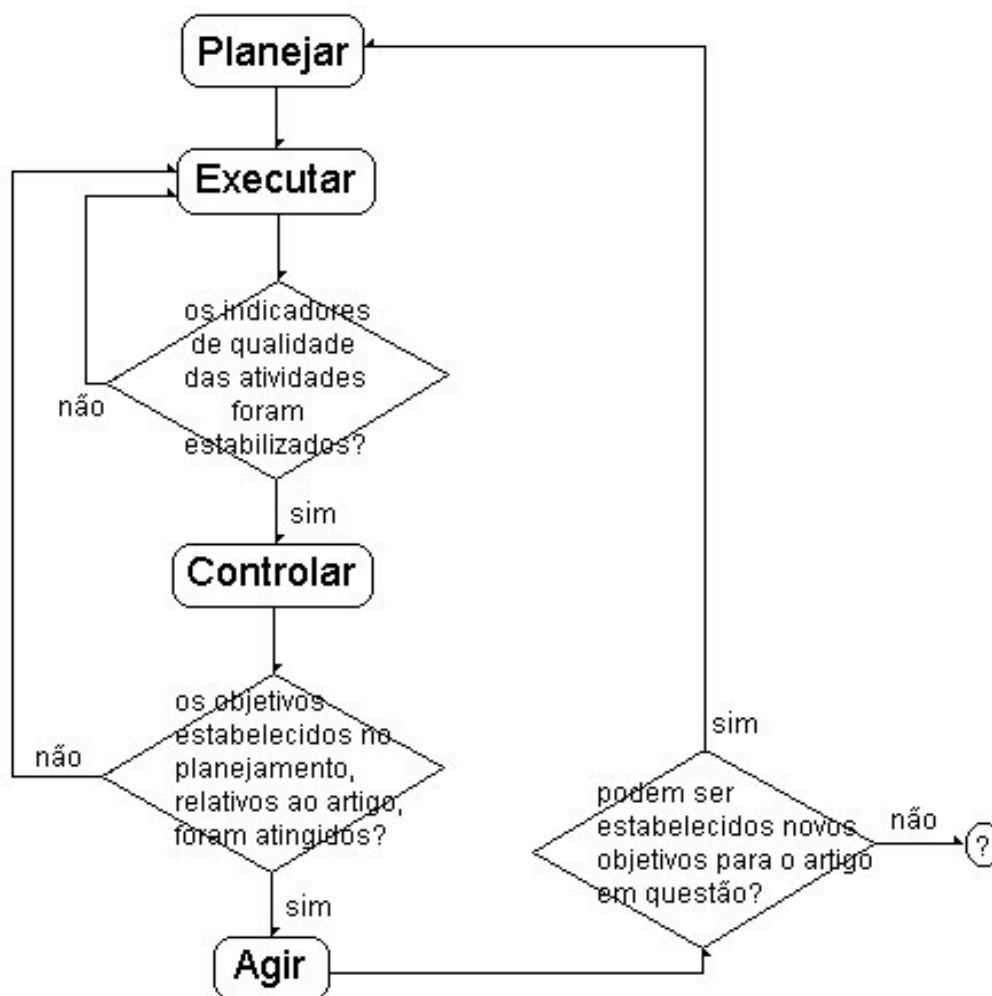 Planejar
Executar
os indicadores
de qualidade
das atividades
foram
estabilizados?
não
sim
Controlar
os objetivos
estabelecidos no
planejamento,
relativos ao artigo,
foram atingidos?
não
sim
Agir
podem ser
estabelecidos novos
objetivos para o artigo
em questão?
sim
não
?